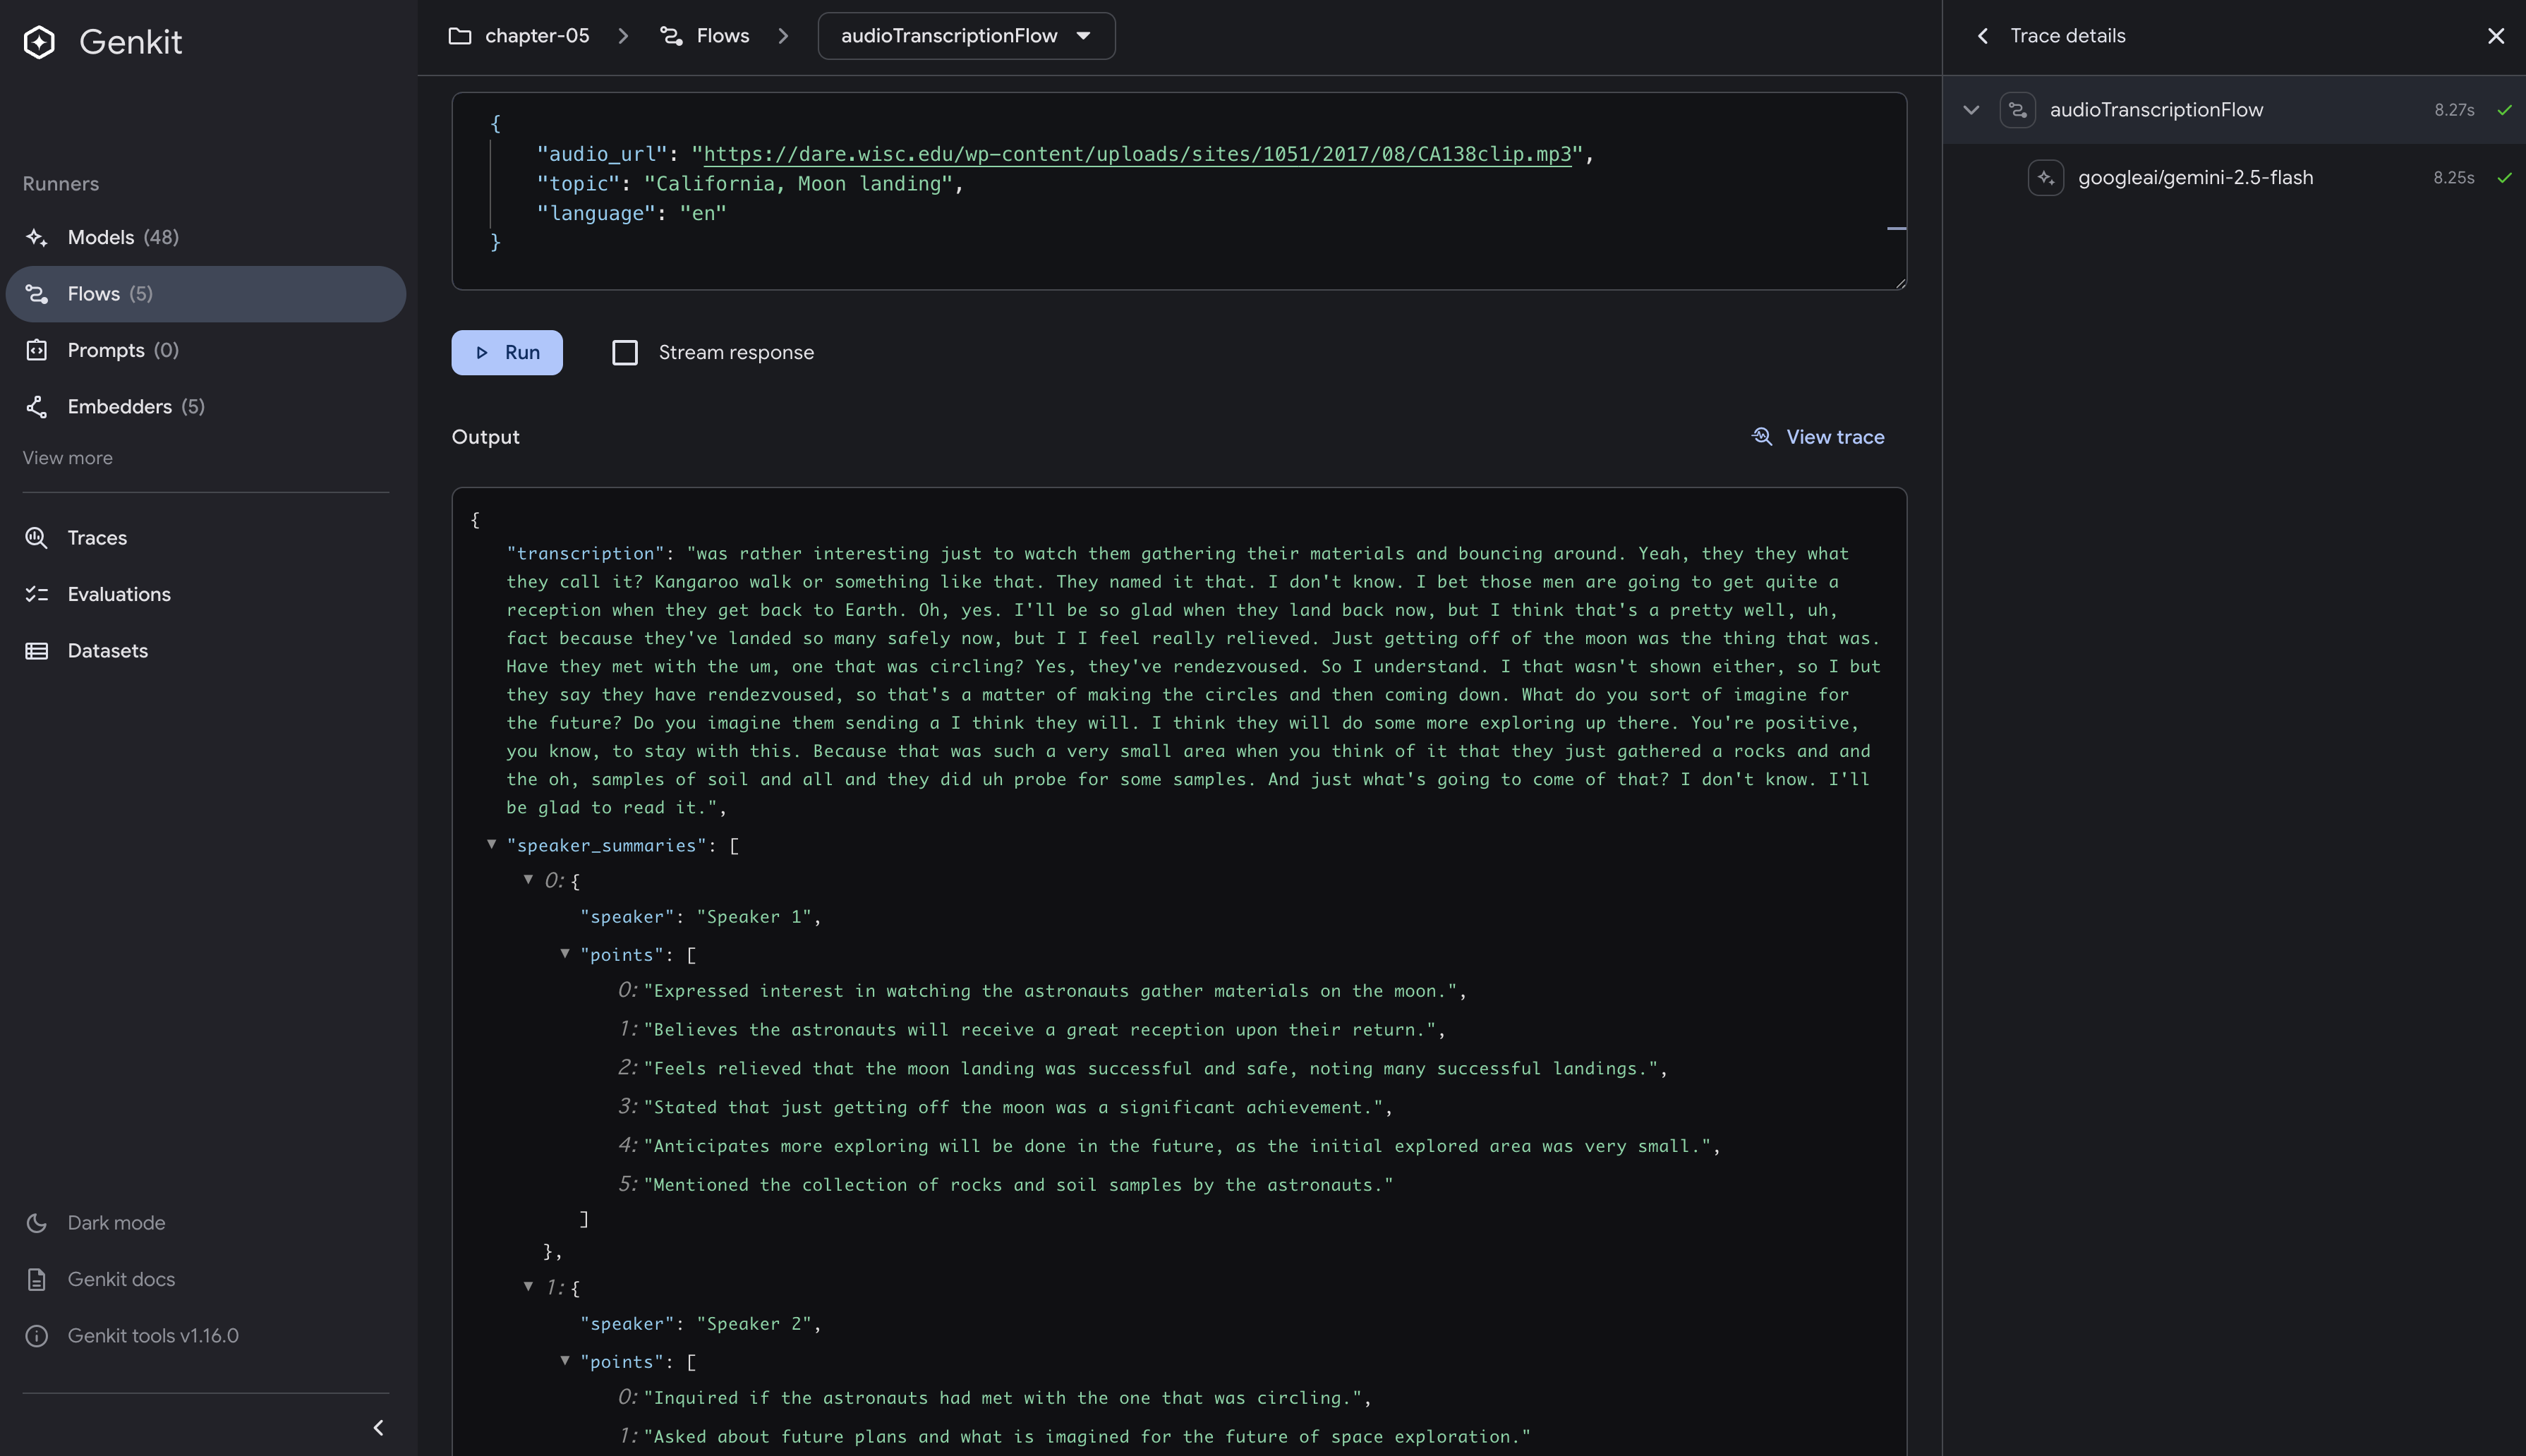 Genkit
Runners
Models (48)
Flows (5)
Prompts (0)
Embedders (5)
View more
Traces
Evaluations
Datasets
Dark mode
Genkit docs
Genkit tools v1.16.0
chapter-05
Flows
audioTranscriptionFlow
{
"audio_url": "https://dare.wisc.edu/wp-content/uploads/sites/1051/2017/08/CA138clip.mp3",
"topic": "California, Moon landing",
"language": "en"
}
Run
Stream response
Output
View trace
{
"transcription": "was rather interesting just to watch them gathering their materials and bouncing around. Yeah, they they what
they call it? Kangaroo walk or something like that. They named it that. I don't know. I bet those men are going to get quite a
reception when they get back to Earth. Oh, yes. I'll be so glad when they land back now, but I think that's a pretty well, uh,
fact because they've landed so many safely now, but I I feel really relieved. Just getting off of the moon was the thing that was.
Have they met with the um, one that was circling? Yes, they've rendezvoused. So I understand. I that wasn't shown either, so I but
they say they have rendezvoused, so that's a matter of making the circles and then coming down. What do you sort of imagine for
the future? Do you imagine them sending a I think they will. I think they will do some more exploring up there. You're positive,
you know, to stay with this. Because that was such a very small area when you think of it that they just gathered a rocks and and
the oh, samples of soil and all and they did uh probe for some samples. And just what's going to come of that? I don't know. I'll
be glad to read it.",
"speaker_summaries": [
0: {
"speaker": "Speaker 1",
"points": [
0: "Expressed interest in watching the astronauts gather materials on the moon.",
1: "Believes the astronauts will receive a great reception upon their return.",
2: "Feels relieved that the moon landing was successful and safe, noting many successful landings.",
3: "Stated that just getting off the moon was a significant achievement.",
4: "Anticipates more exploring will be done in the future, as the initial explored area was very small.",
5: "Mentioned the collection of rocks and soil samples by the astronauts."
]
},
1: {
"speaker": "Speaker 2",
"points": [
0: "Inquired if the astronauts had met with the one that was circling.",
1: "Asked about future plans and what is imagined for the future of space exploration."
Trace details
audioTranscriptionFlow 8.27s
googleai/gemini-2.5-flash 8.25s